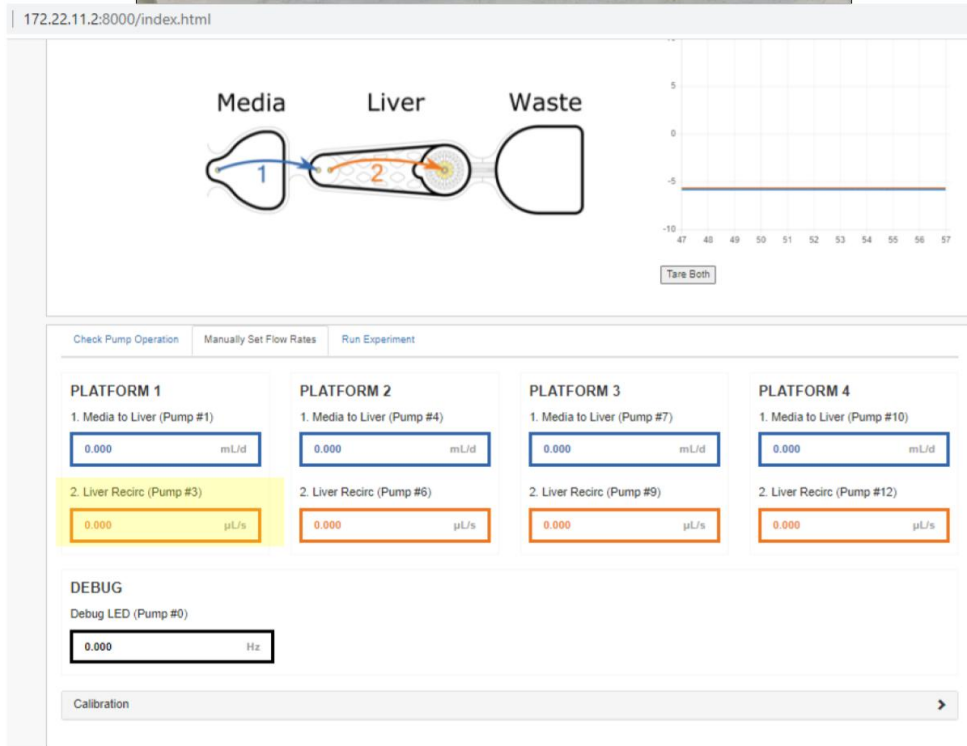 172.22.11.2:8000/index.html
Media Liver Waste
1 2
5
0
-5
-10
47 48 49 50 51 52 53 54 55 56 57
Tare Both
Check Pump Operation Manually Set Flow Rates Run Experiment
PLATFORM 1 PLATFORM 2 PLATFORM 3 PLATFORM 4
1. Media to Liver (Pump #1) 1. Media to Liver (Pump #4) 1. Media to Liver (Pump #7) 1. Media to Liver (Pump #10)
0.000 mL/d 0.000 mL/d 0.000 mL/d 0.000 mL/d
2. Liver Recirc (Pump #3) 2. Liver Recirc (Pump #6) 2. Liver Recirc (Pump #9) 2. Liver Recirc (Pump #12)
0.000 µL/s 0.000 µL/s 0.000 µL/s 0.000 µL/s
DEBUG
Debug LED (Pump #0)
0.000 Hz
Calibration